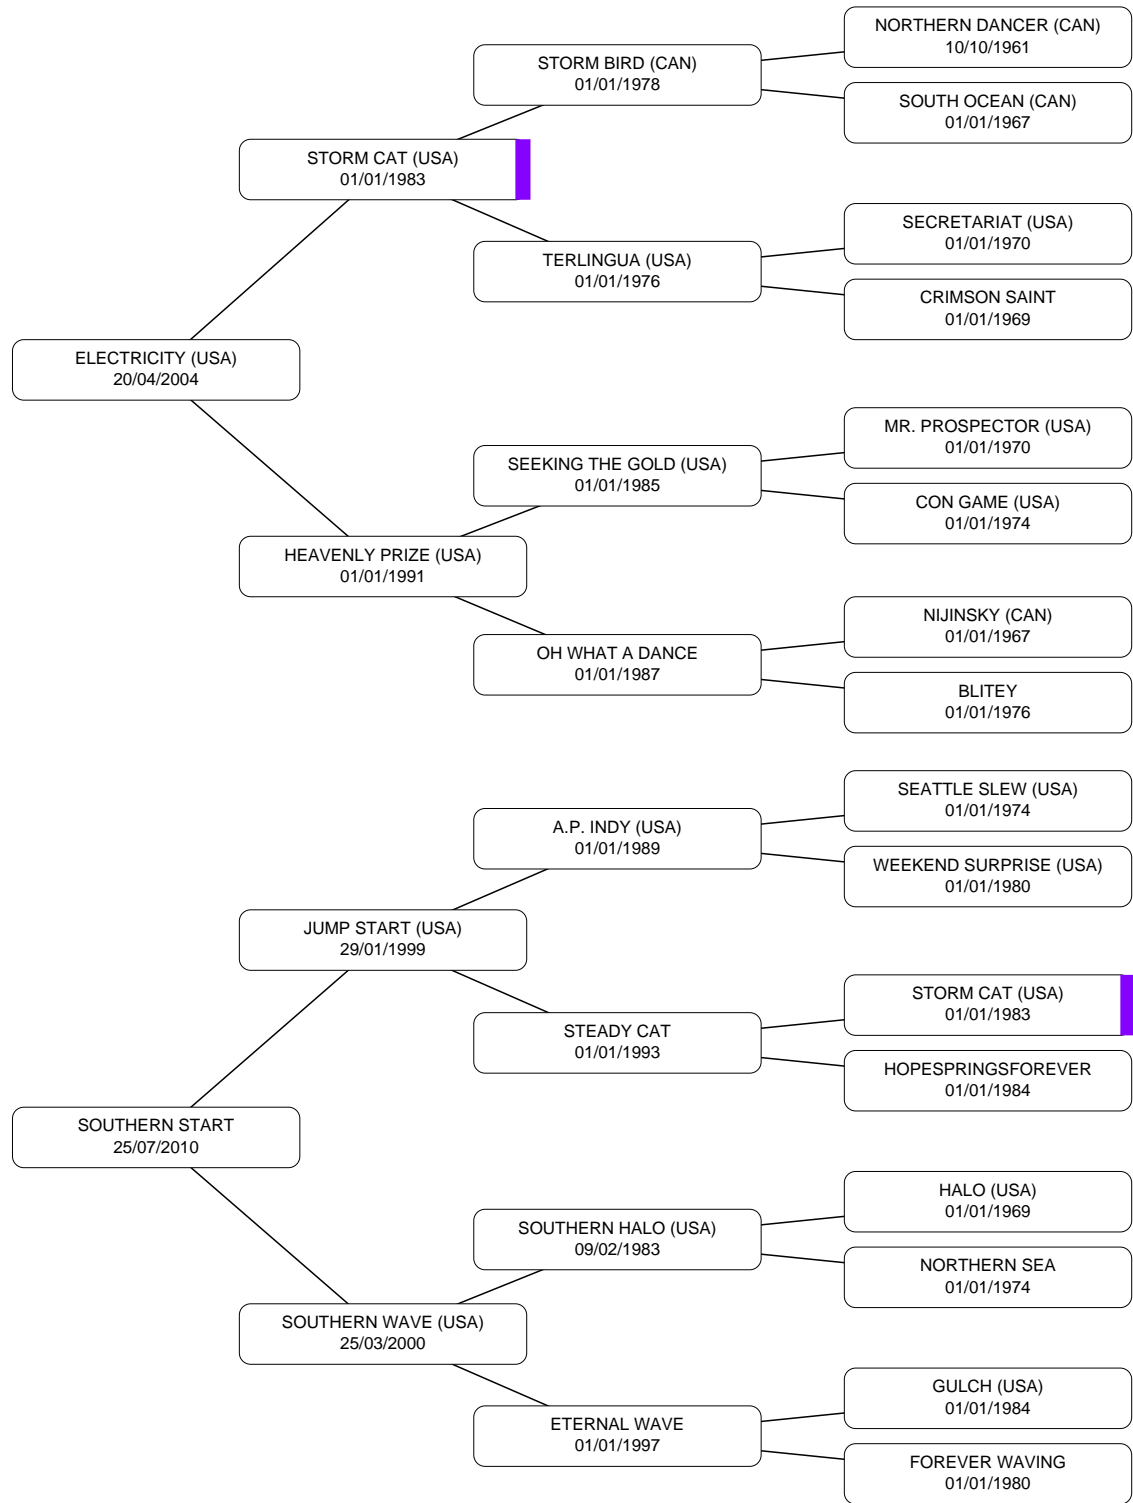 NORTHERN DANCER (CAN)
10/10/1961
STORM BIRD (CAN)
01/01/1978
SOUTH OCEAN (CAN)
01/01/1967
STORM CAT (USA)
01/01/1983
SECRETARIAT (USA)
01/01/1970
TERLINGUA (USA)
01/01/1976
CRIMSON SAINT
01/01/1969
ELECTRICITY (USA)
20/04/2004
MR. PROSPECTOR (USA)
01/01/1970
SEEKING THE GOLD (USA)
01/01/1985
CON GAME (USA)
01/01/1974
HEAVENLY PRIZE (USA)
01/01/1991
NIJINSKY (CAN)
01/01/1967
OH WHAT A DANCE
01/01/1987
BLITEY
01/01/1976
SEATTLE SLEW (USA)
01/01/1974
A.P. INDY (USA)
01/01/1989
WEEKEND SURPRISE (USA)
01/01/1980
JUMP START (USA)
29/01/1999
STORM CAT (USA)
01/01/1983
STEADY CAT
01/01/1993
HOPESPRINGSFOREVER
01/01/1984
SOUTHERN START
25/07/2010
HALO (USA)
01/01/1969
SOUTHERN HALO (USA)
09/02/1983
NORTHERN SEA
01/01/1974
SOUTHERN WAVE (USA)
25/03/2000
GULCH (USA)
01/01/1984
ETERNAL WAVE
01/01/1997
FOREVER WAVING
01/01/1980